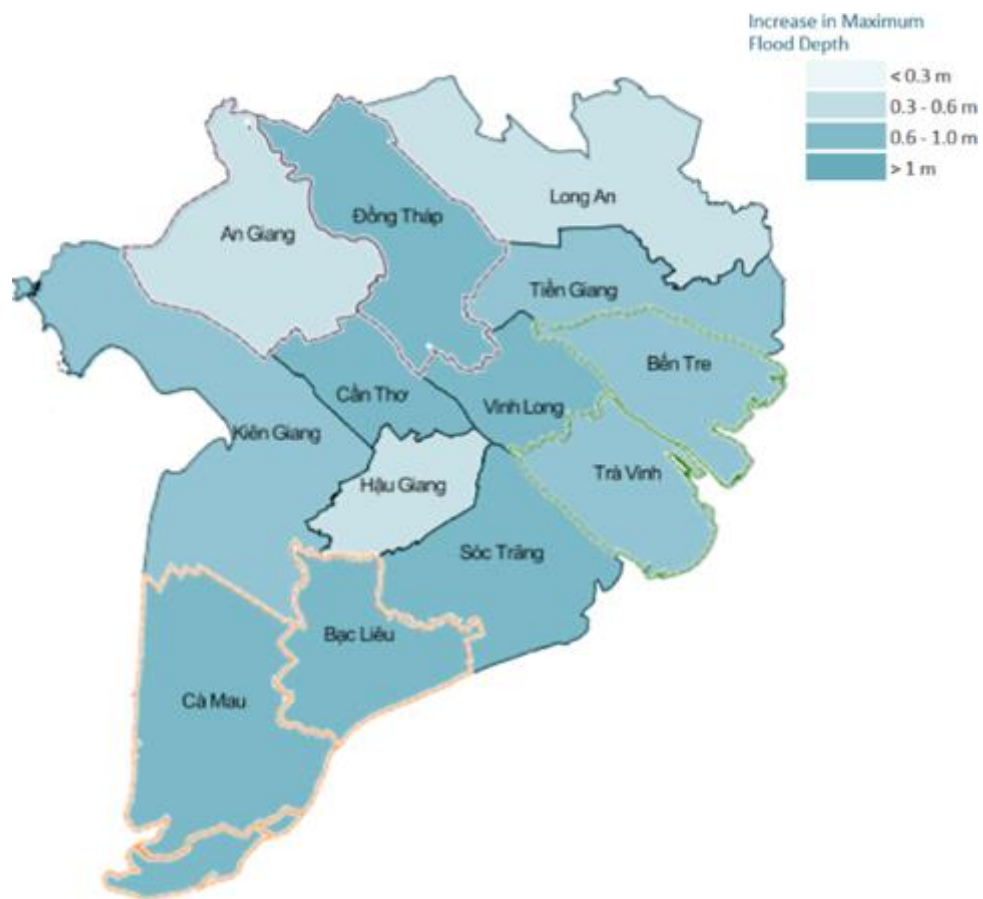 Increase in Maximum
Flood Depth
< 0.3 m
0.3 - 0.6 m
0.6 - 1.0 m
> 1 m
Long An
Đồng Tháp
An Giang
Tiền Giang
Bến Tre
Cần Thơ
Vinh Long
Kiên Giang
Trà Vinh
Hậu Giang
Sóc Trăng
Bạc Liêu
Cà Mau